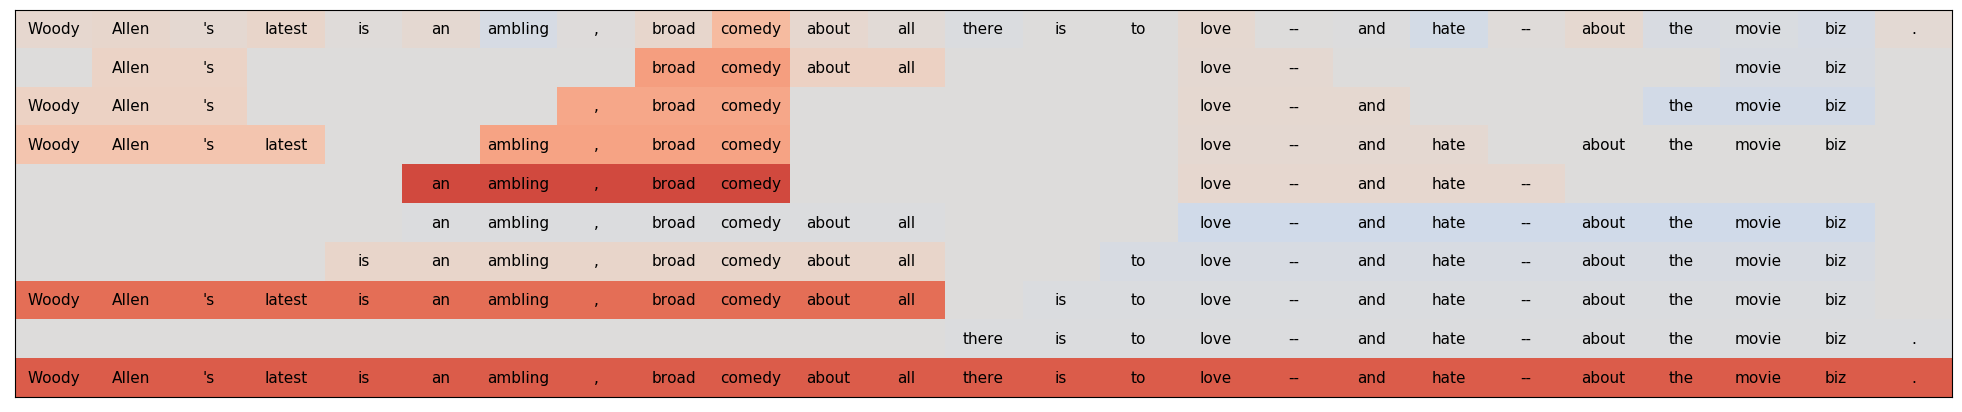 Woody Allen 's latest is an ambling , broad comedy about all there is to love -- and hate -- about the movie biz .
Allen 's broad comedy about all love -- movie biz
Woody Allen 's , broad comedy love -- and the movie biz
Woody Allen 's latest ambling , broad comedy love -- and hate about the movie biz
an ambling , broad comedy love -- and hate --
an ambling , broad comedy about all love -- and hate -- about the movie biz
is an ambling , broad comedy about all to love -- and hate -- about the movie biz
Woody Allen 's latest is an ambling , broad comedy about all is to love -- and hate -- about the movie biz
there is to love -- and hate -- about the movie biz .
Woody Allen 's latest is an ambling , broad comedy about all there is to love -- and hate -- about the movie biz .